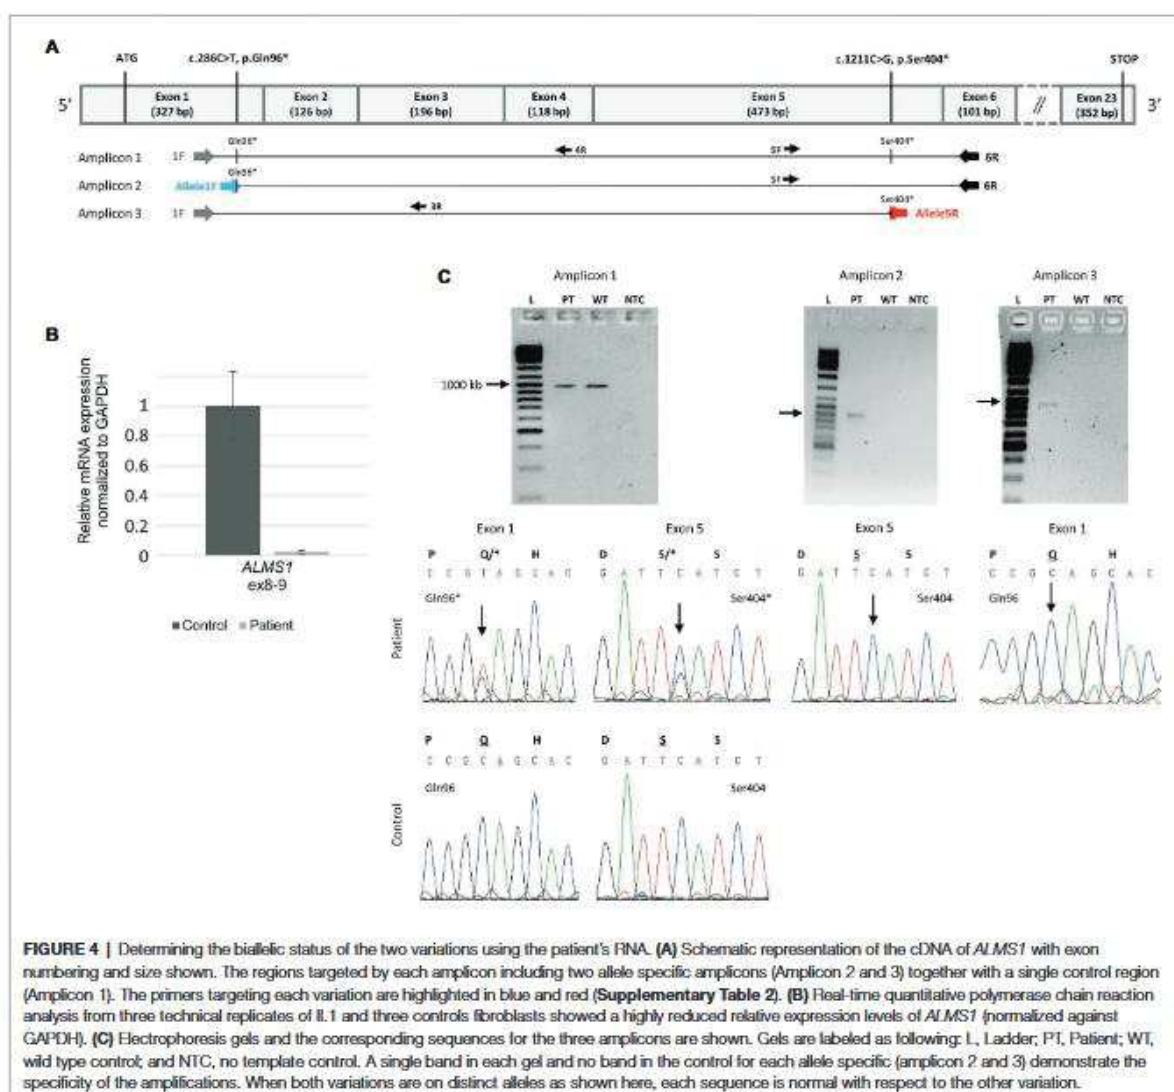 A
ATG c.286C>T, p.Gln96* c.1211C>G, p.Ser404* STOP
5' Exon 1 Exon 2 Exon 3 Exon 4 Exon 5 Exon 6 // Exon 23 3'
(327 bp) (126 bp) (196 bp) (118 bp) (473 bp) (101 bp) (352 bp)
Gln96* Ser404*
Amplicon 1 1F 4R 5F 6R
Gln96*
Amplicon 2 Allele1F 5F 6R
Ser404*
Amplicon 3 1F 3R Allele5R
B
Relative mRNA expression
normalized to GAPDH
1
0.8
0.6
0.4
0.2
0
ALMS1
ex8-9
Control Patient
C
Amplicon 1 Amplicon 2 Amplicon 3
L PT WT NTC L PT WT NTC L PT WT NTC
1000 kb
Exon 1 Exon 5 Exon 5 Exon 1
P Q/* H D S/* S D S S P Q H
C C G T A G C A C G A T T C A T C T G A T T C A T C T C C G C A G C A C
Gln96* Ser404* Ser404 Gln96
Patient
P Q H D S S
C C G C A G C A C G A T T C A T C T
Gln96 Ser404
Control
FIGURE 4 | Determining the biallelic status of the two variations using the patient's RNA. (A) Schematic representation of the cDNA of ALMS1 with exon
numbering and size shown. The regions targeted by each amplicon including two allele specific amplicons (Amplicon 2 and 3) together with a single control region
(Amplicon 1). The primers targeting each variation are highlighted in blue and red (Supplementary Table 2). (B) Real-time quantitative polymerase chain reaction
analysis from three technical replicates of II.1 and three controls fibroblasts showed a highly reduced relative expression levels of ALMS1 (normalized against
GAPDH). (C) Electrophoresis gels and the corresponding sequences for the three amplicons are shown. Gels are labeled as following: L, Ladder; PT, Patient; WT,
wild type control; and NTC, no template control. A single band in each gel and no band in the control for each allele specific (amplicon 2 and 3) demonstrate the
specificity of the amplifications. When both variations are on distinct alleles as shown here, each sequence is normal with respect to the other variation.